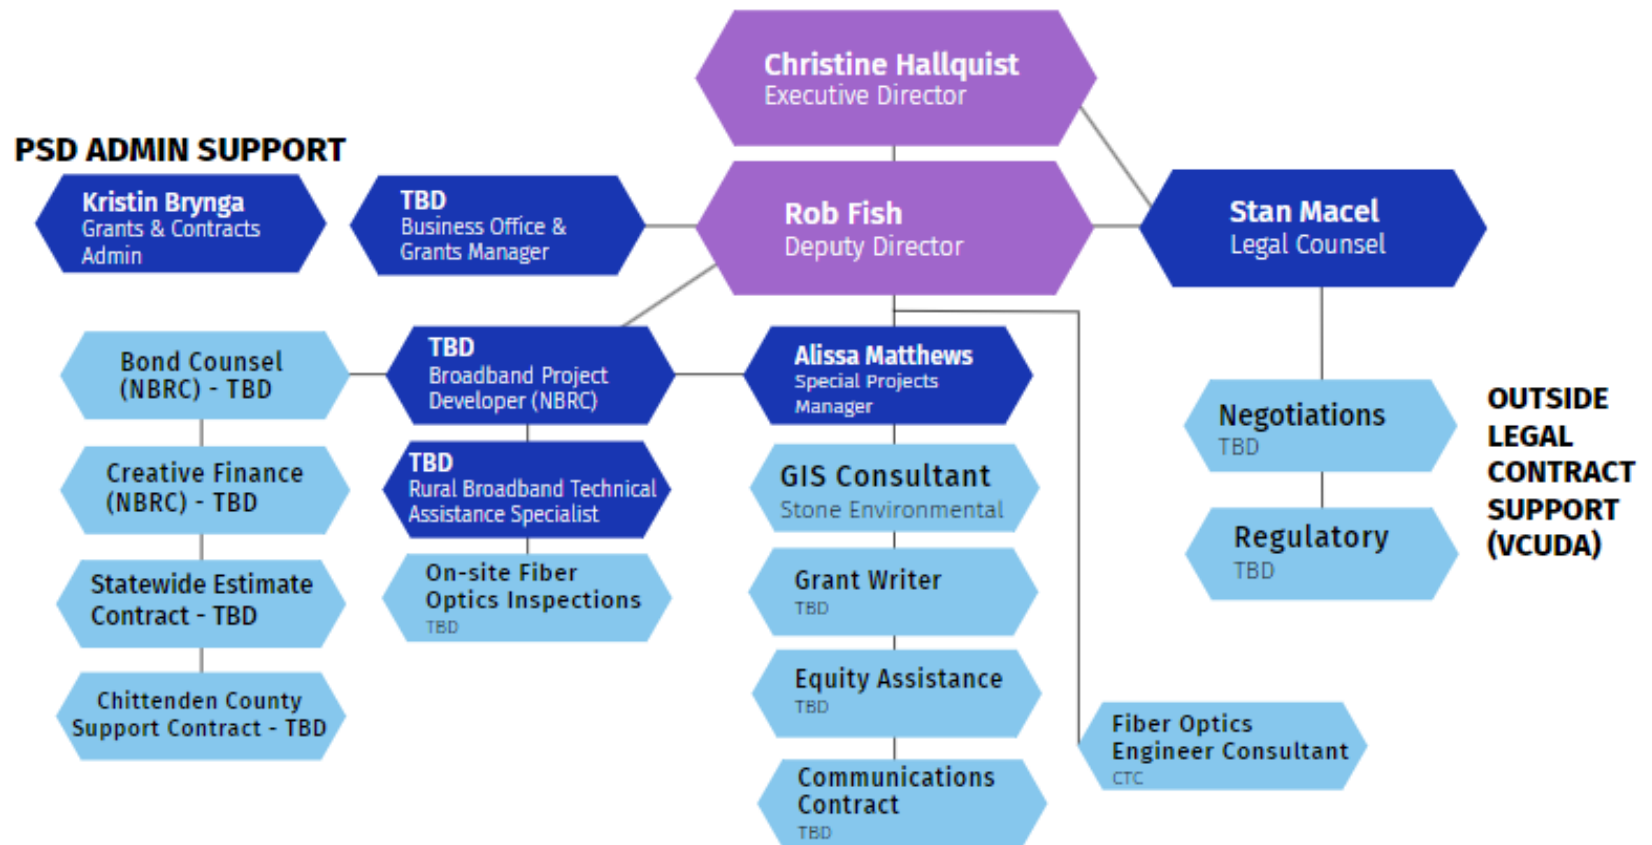 Christine Hallquist
Executive Director
PSD ADMIN SUPPORT
Kristin Brynga
Grants & Contracts
Admin
TBD
Business Office &
Grants Manager
Rob Fish
Deputy Director
Stan Macel
Legal Counsel
Bond Counsel
(NBRC) - TBD
TBD
Broadband Project
Developer (NBRC)
Alissa Matthews
Special Projects
Manager
Negotiations
TBD
OUTSIDE
LEGAL
CONTRACT
SUPPORT
(VCUDA)
Creative Finance
(NBRC) - TBD
TBD
Rural Broadband Technical
Assistance Specialist
GIS Consultant
Stone Environmental
Regulatory
TBD
Statewide Estimate
Contract - TBD
On-site Fiber
Optics Inspections
TBD
Grant Writer
TBD
Chittenden County
Support Contract - TBD
Equity Assistance
TBD
Fiber Optics
Engineer Consultant
CTC
Communications
Contract
TBD